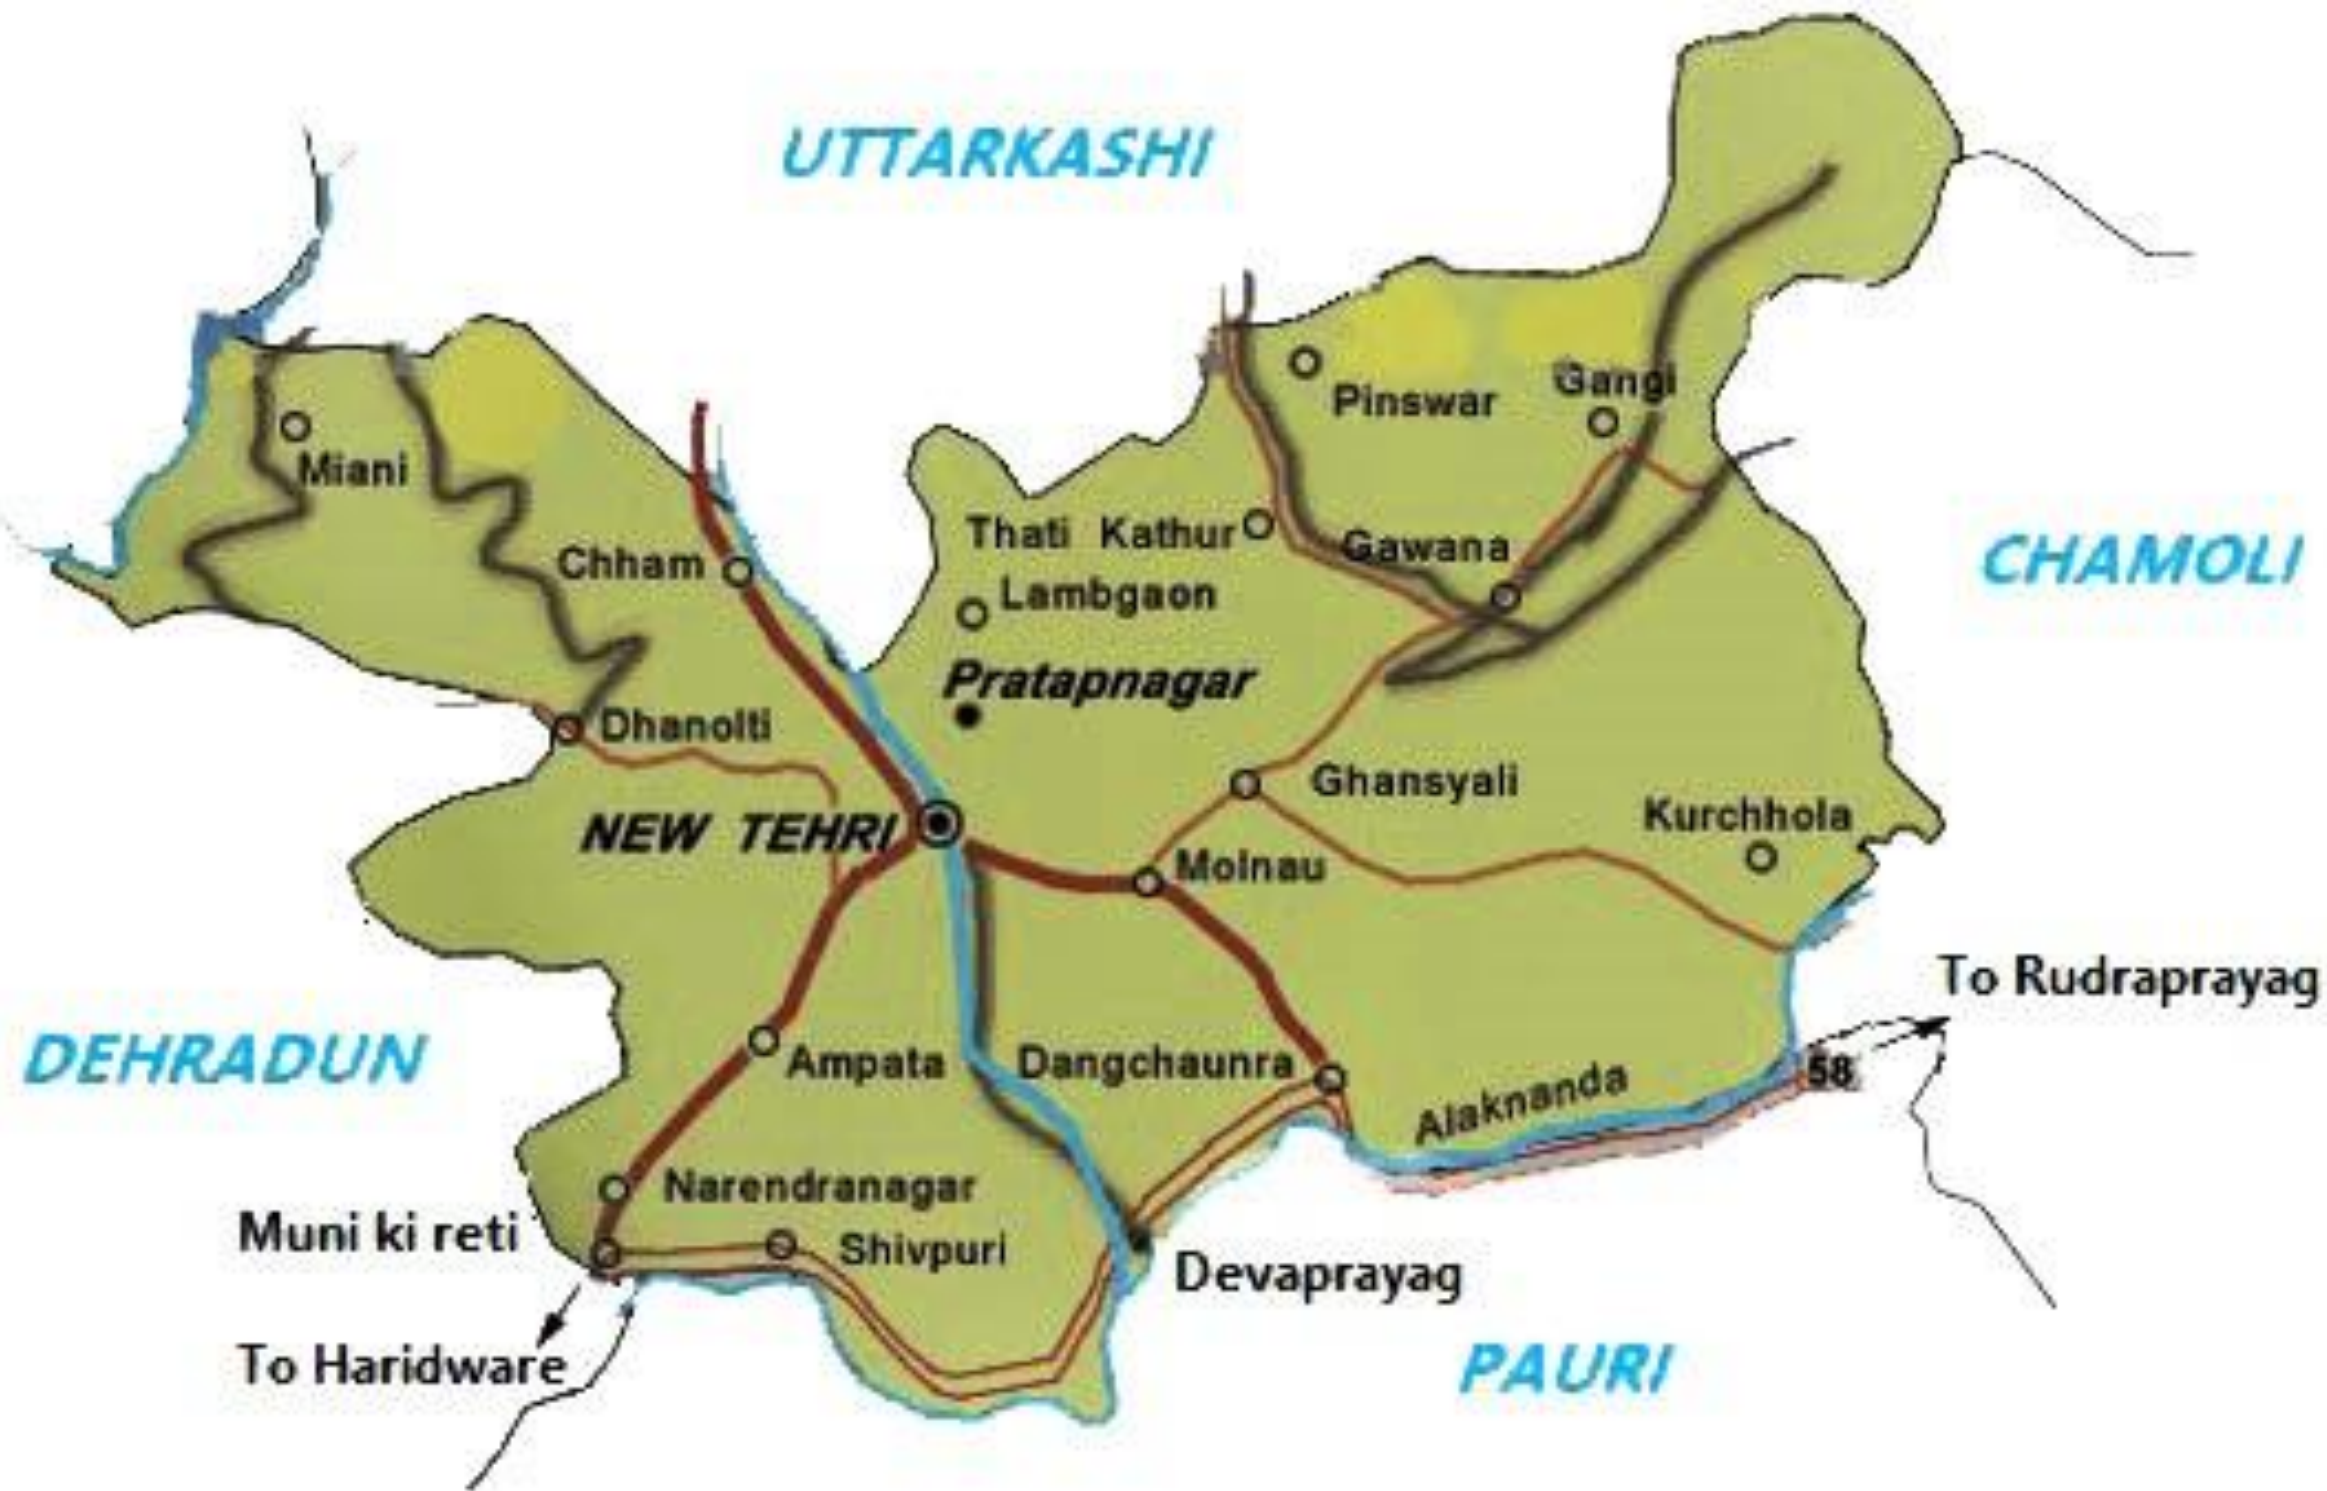 UTTARKASHI
Gangi
Pinswar
Miani
Thati Kathur
Gawana
Chham
CHAMOLI
Lambgaon
Pratapnagar
Dhanolti
Ghansyali
NEW TEHRI
Kurchhola
Molnau
To Rudraprayag
DEHRADUN
Ampata
Dangchaunra
58
Alaknanda
Narendranagar
Muni ki reti
Shivpuri
Devaprayag
To Haridware
PAURI